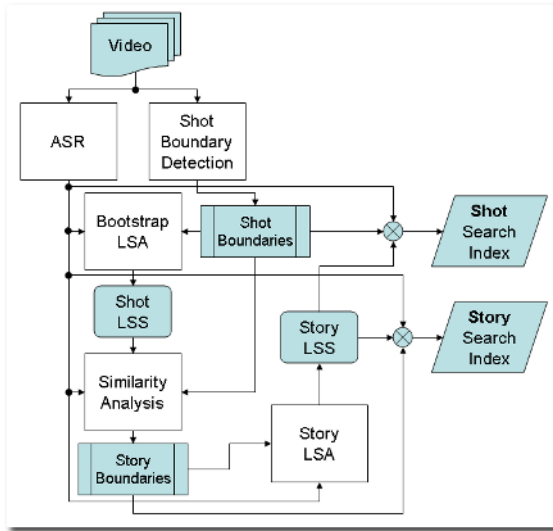 Video
ASR
Shot
Boundary
Detection
Bootstrap
LSA
Shot
Boundaries
Shot
Search
Index
Shot
LSS
Story
LSS
Story
Search
Index
Similarity
Analysis
Story
LSA
Story
Boundaries